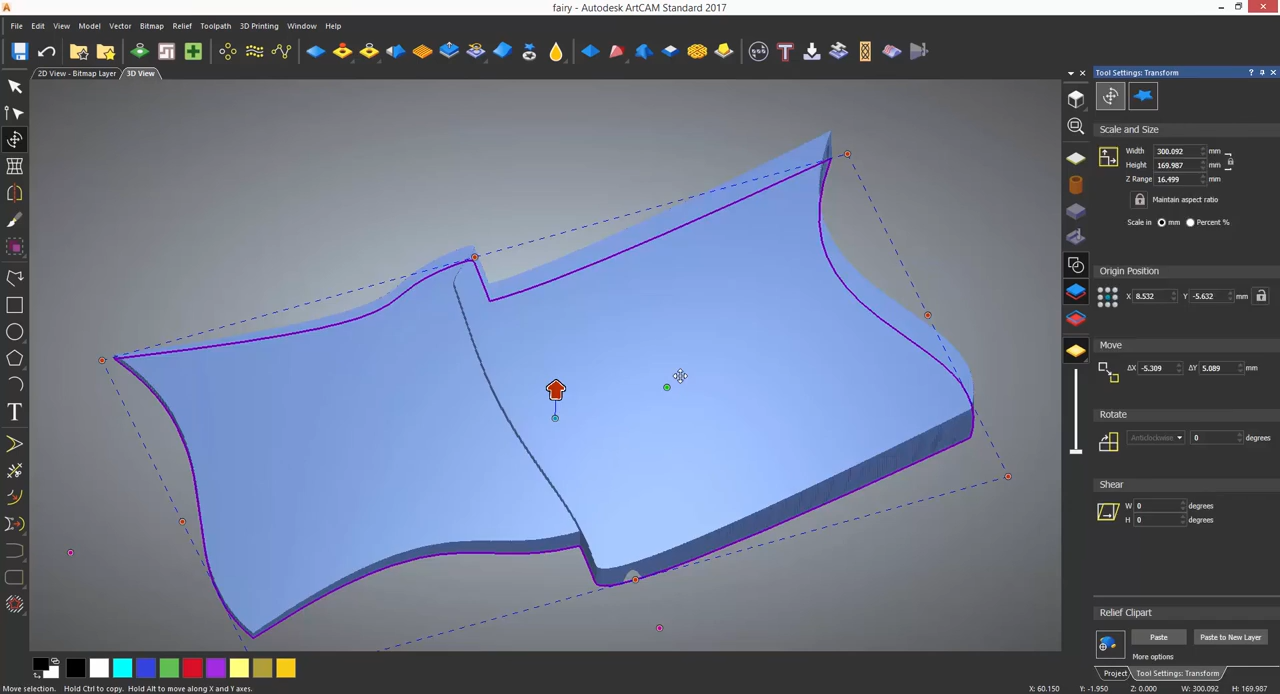 fairy - Autodesk ArtCAM Standard 2017
File Edit View Model Vector Bitmap Relief Toolpath 3D Printing Window Help
2D View - Bitmap Layer 3D View
Tool Settings: Transform
Scale and Size
Width 300.092 mm
Height 169.987 mm
Z Range 16.499 mm
Maintain aspect ratio
Scale in mm Percent %
Origin Position
X 8.532 Y -5.632 mm
Move
ΔX -5.309 ΔY 5.089 mm
Rotate
Anticlockwise 0 degrees
Shear
W 0 degrees
H 0 degrees
Relief Clipart
Paste Paste to New Layer
More options
Project Tool Settings: Transform
Move selection. Hold Ctrl to copy. Hold Alt to move along X and Y axes. X: 60.150 Y: -1.950 Z: 0.000 W: 300.092 H: 169.987